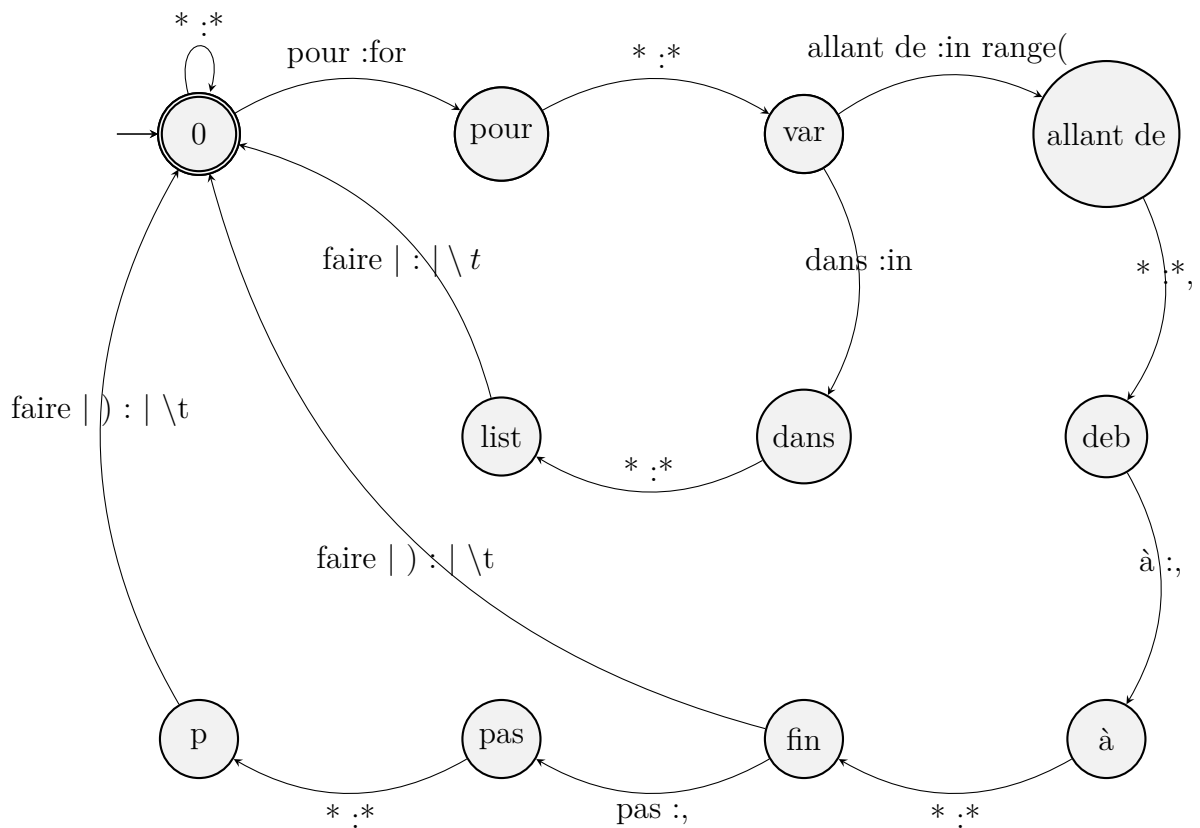 * :*
pour :for
* :*
allant de :in range(
0
pour
var
allant de
faire | : | \ t
dans :in
* :*,
faire | ) : | \t
list
* :*
dans
deb
faire | ) : | \t
à :,
p
pas
fin
à
* :*
pas :,
* :*